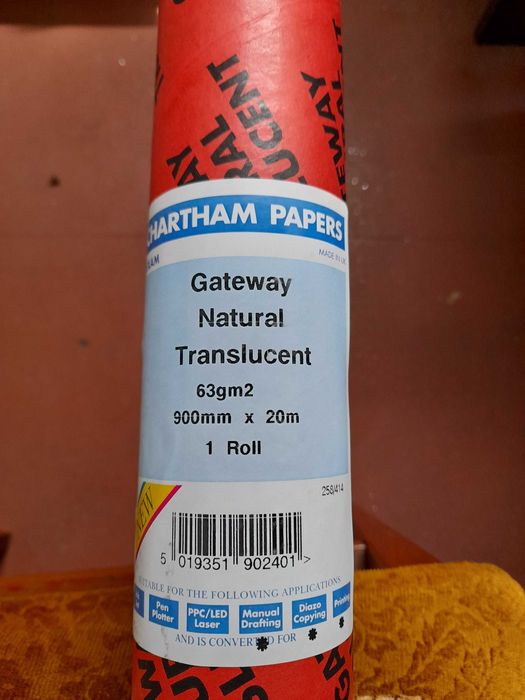 GATEWAY
NATURAL
TRANSLUCENT
CHARTHAM PAPERS
MADE IN UK
Gateway
Natural
Translucent
63gm2
900mm x 20m
1 Roll
258/414
NEW
5 019351 902401 >
SUITABLE FOR THE FOLLOWING APPLICATIONS
Pen Plotter
PPC/LED Laser
Manual Drafting
Diazo Copying
Printing
AND IS CONVERTED FOR